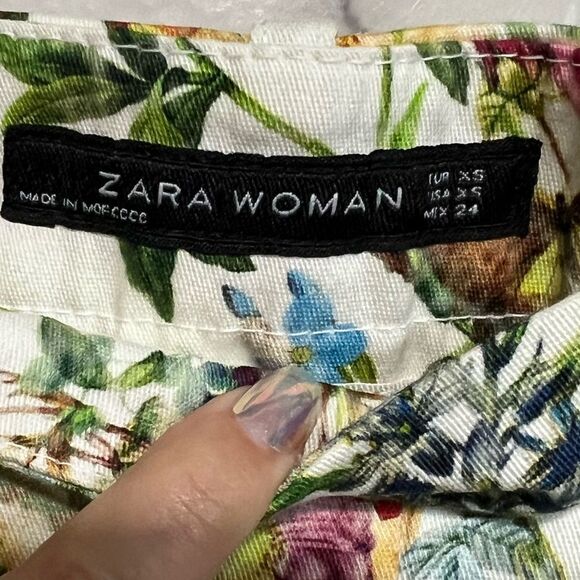 ZARA WOMAN
MADE IN MOROCCO
EUR XS
USA XS
MEX 24